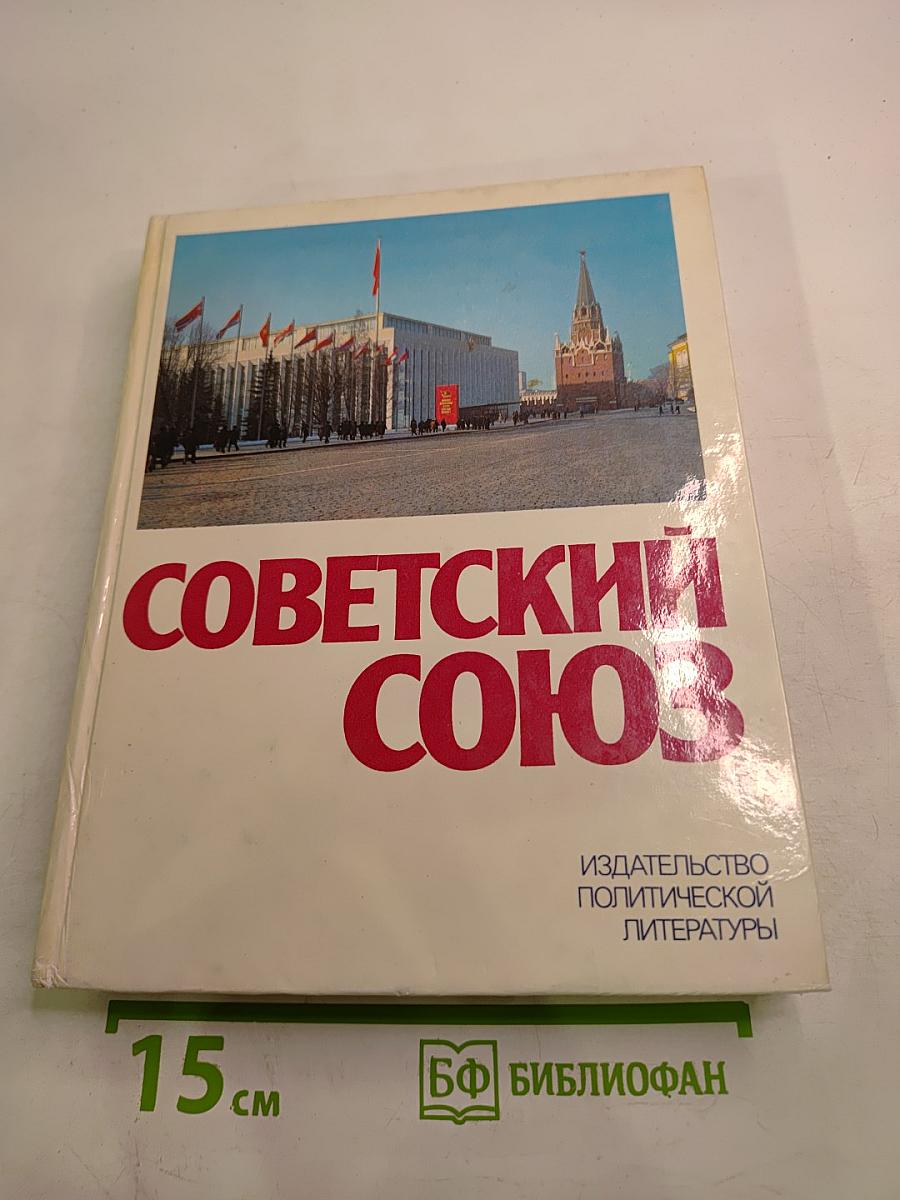 СОВЕТСКИЙ
СОЮЗ
ИЗДАТЕЛЬСТВО
ПОЛИТИЧЕСКОЙ
ЛИТЕРАТУРЫ
15 см
БФ БИБЛИОФАН